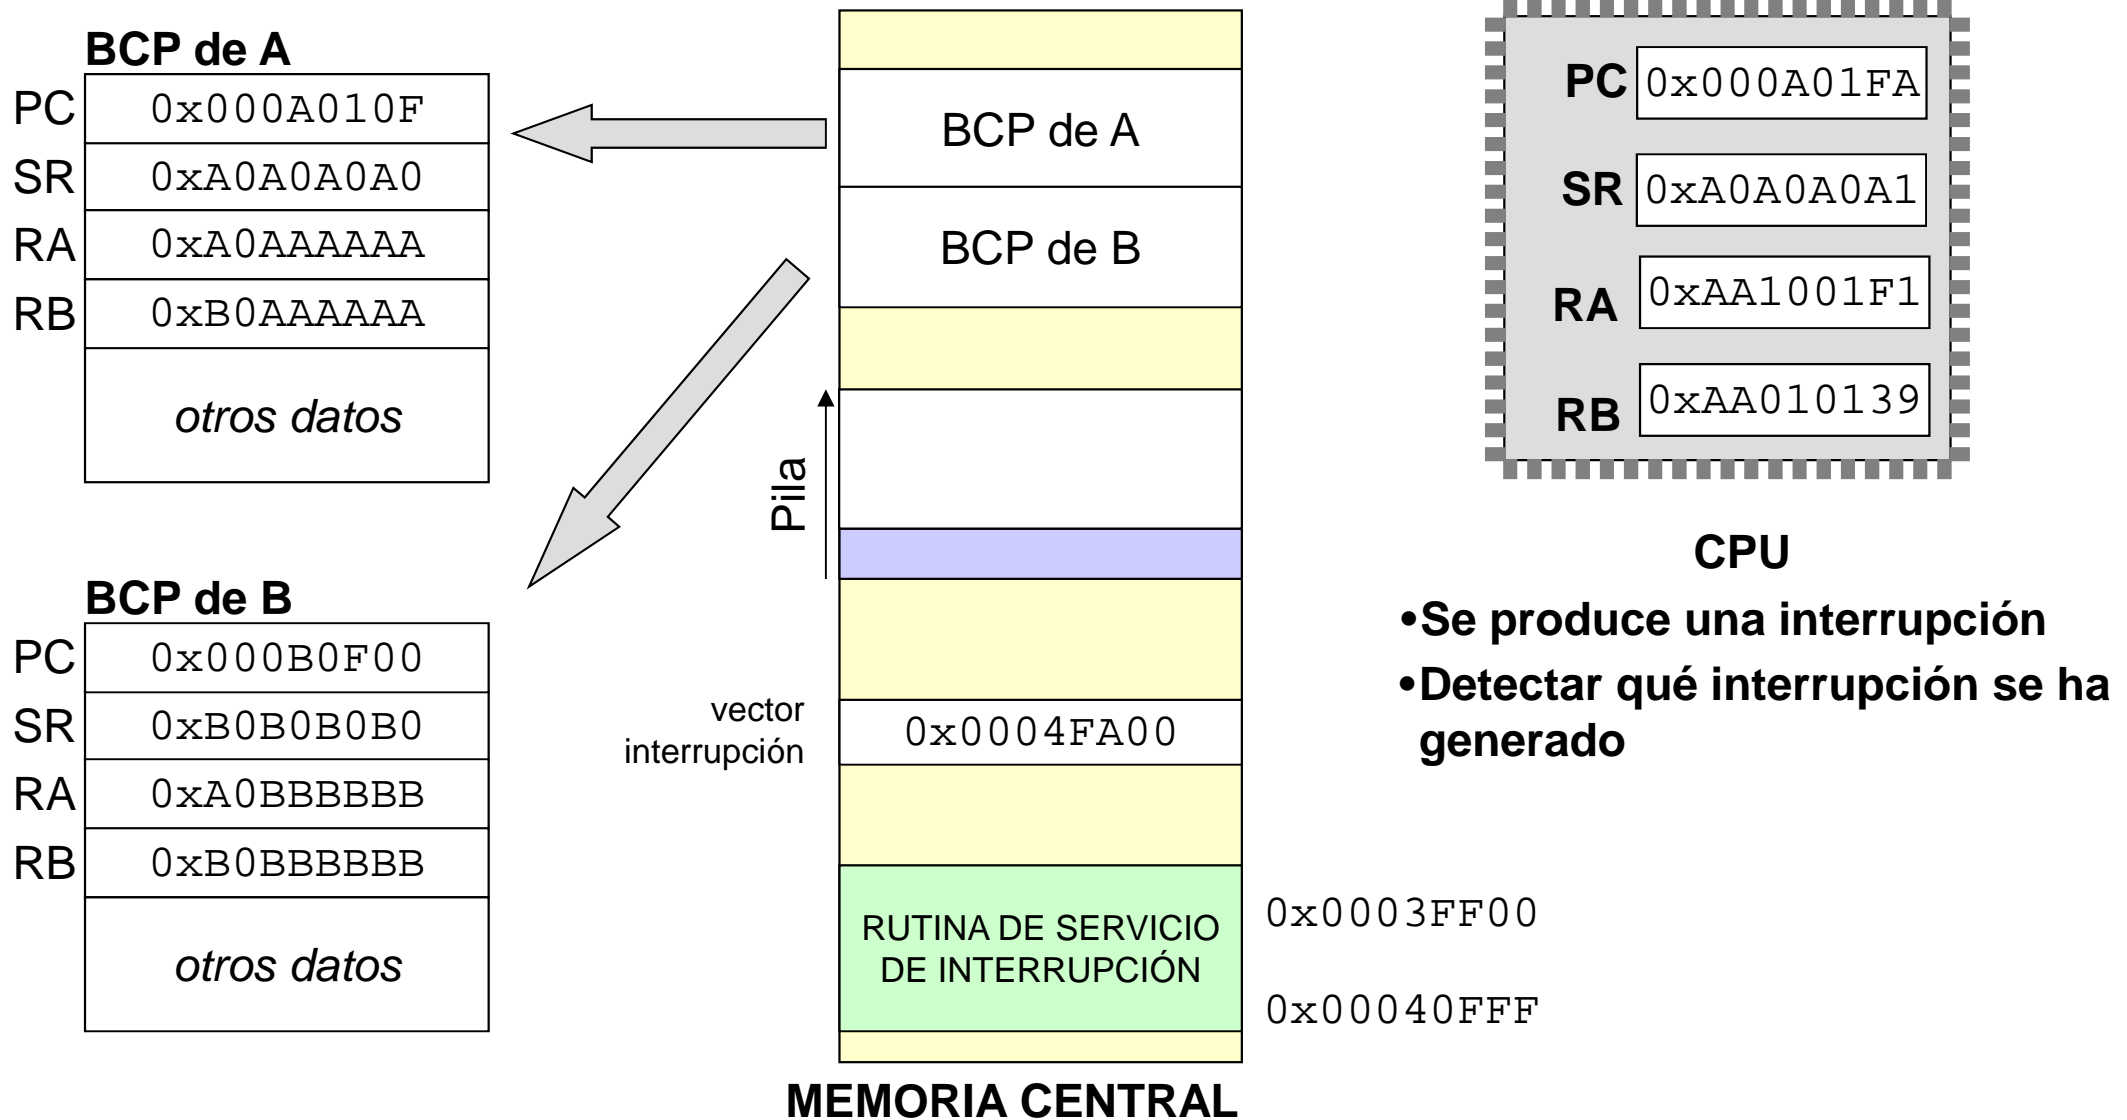 BCP de A
PC 0x000A010F
SR 0xA0A0A0A0
RA 0xA0AAAAAA
RB 0xB0AAAAAA
otros datos
BCP de B
PC 0x000B0F00
SR 0xB0B0B0B0
RA 0xA0BBBBBB
RB 0xB0BBBBBB
otros datos
BCP de A
BCP de B
Pila
vector
interrupción
0x0004FA00
RUTINA DE SERVICIO
DE INTERRUPCIÓN
0x0003FF00
0x00040FFF
MEMORIA CENTRAL
PC 0x000A01FA
SR 0xA0A0A0A1
RA 0xAA1001F1
RB 0xAA010139
CPU
•Se produce una interrupción
•Detectar qué interrupción se ha
generado